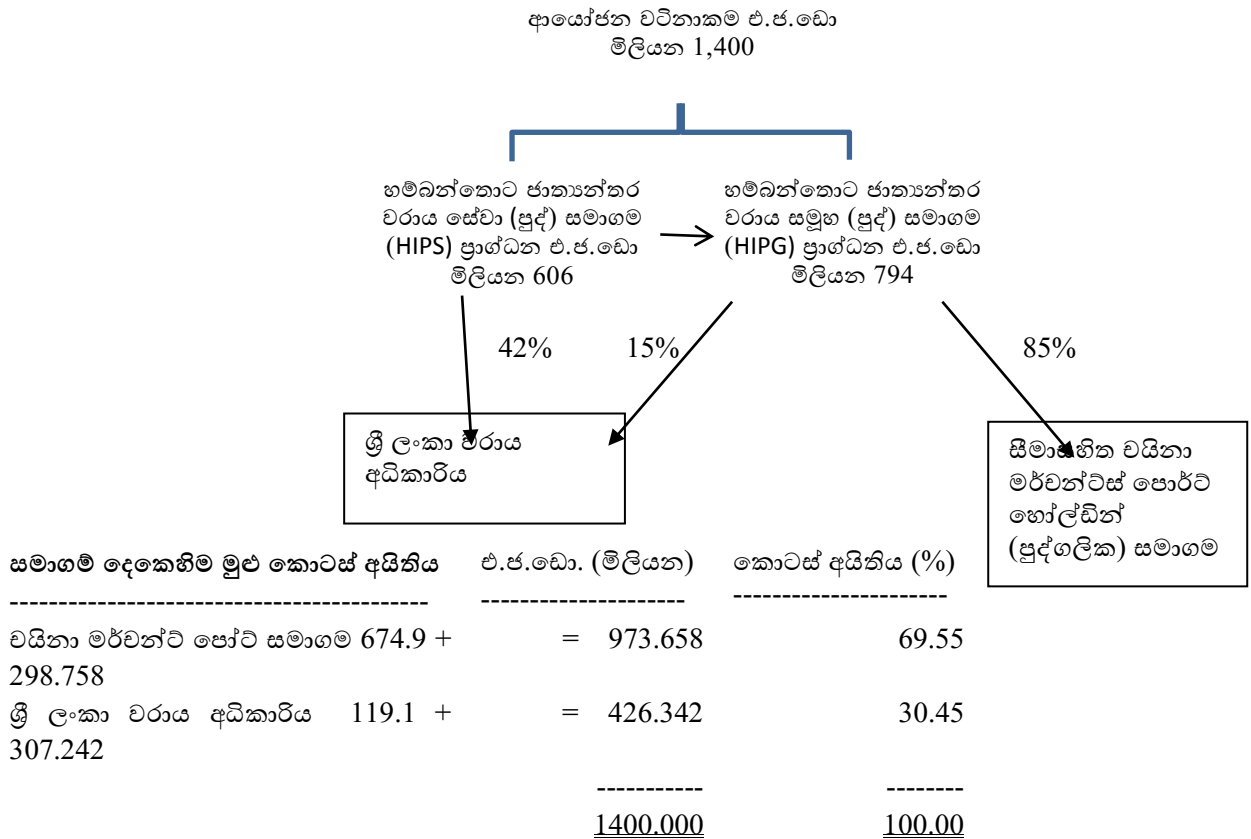 ආයෝජන වටිනාකම එ.ජ.ඩො
මිලියන 1,400
හම්බන්තොට ජාත්‍යන්තර
වරාය සේවා (පුද්) සමාගම
(HIPS) ප්‍රාග්ධන එ.ජ.ඩො
මිලියන 606
හම්බන්තොට ජාත්‍යන්තර
වරාය සමූහ (පුද්) සමාගම
(HIPG) ප්‍රාග්ධන එ.ජ.ඩො
මිලියන 794
42% 15% 85%
ශ්‍රී ලංකා වරාය
අධිකාරිය
සීමාසහිත චයිනා
මර්චන්ට්ස් පොර්ට්
හෝල්ඩින්
(පුද්ගලික) සමාගම
සමාගම් දෙකෙහිම මුළු කොටස් අයිතිය එ.ජ.ඩො. (මිලියන) කොටස් අයිතිය (%)
------------------------------------------- --------------------- ----------------------
චයිනා මර්චන්ට් පෝට් සමාගම 674.9 + = 973.658 69.55
298.758
ශ්‍රී ලංකා වරාය අධිකාරිය 119.1 + = 426.342 30.45
307.242
----------- --------
1400.000 100.00